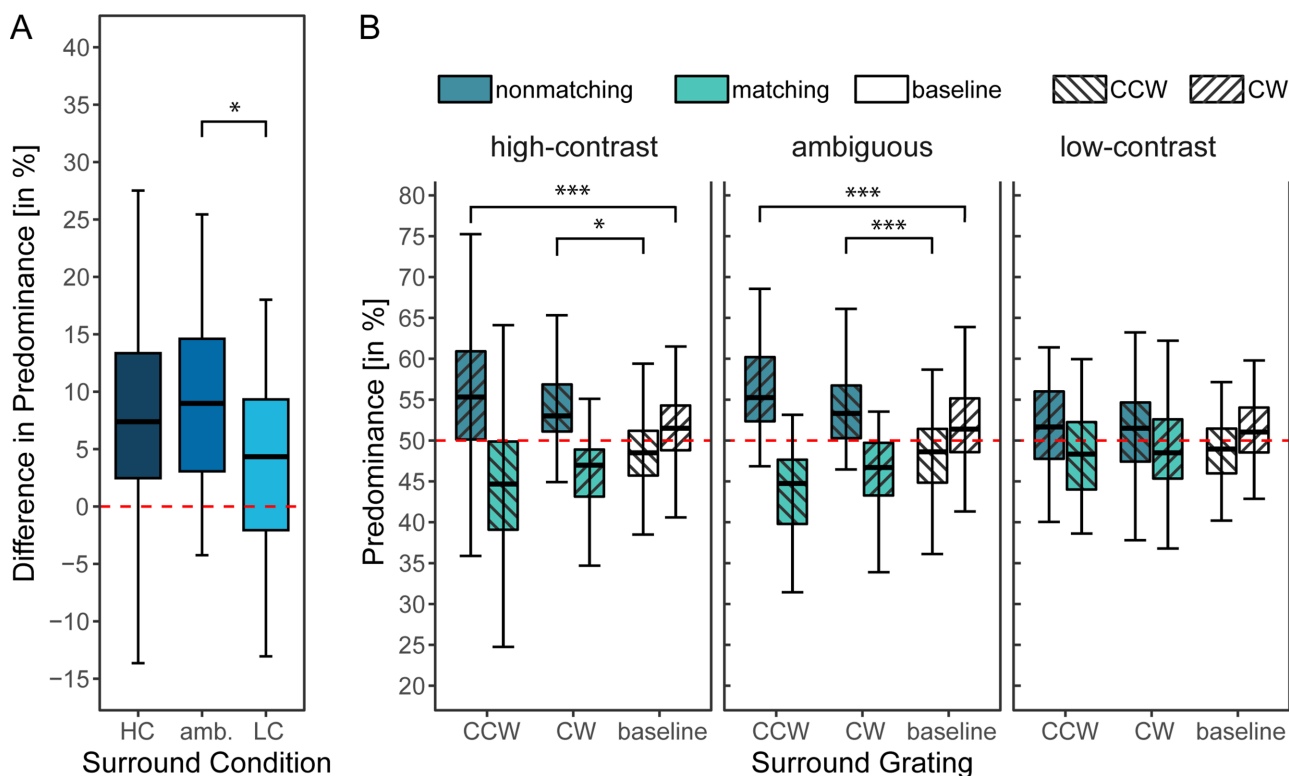 A
Difference in Predominance [in %]
40
35
30
25
20
15
10
5
0
−5
−10
−15
*
HC amb. LC
Surround Condition
B
nonmatching matching baseline CCW CW
high-contrast ambiguous low-contrast
Predominance [in %]
80
75
70
65
60
55
50
45
40
35
30
25
20
*** ***
* ***
CCW CW baseline CCW CW baseline CCW CW baseline
Surround Grating